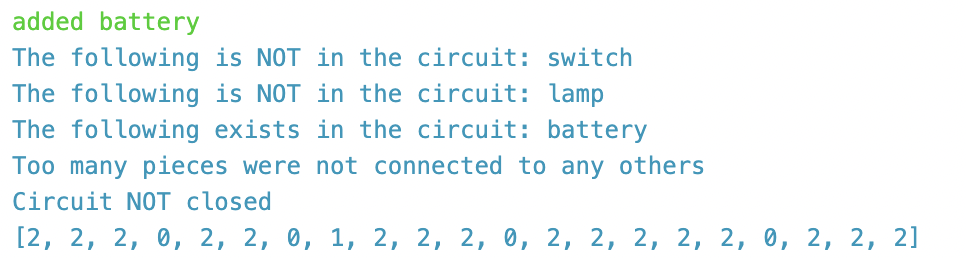 added battery
The following is NOT in the circuit: switch
The following is NOT in the circuit: lamp
The following exists in the circuit: battery
Too many pieces were not connected to any others
Circuit NOT closed
[2, 2, 2, 0, 2, 2, 0, 1, 2, 2, 2, 0, 2, 2, 2, 2, 2, 0, 2, 2, 2]